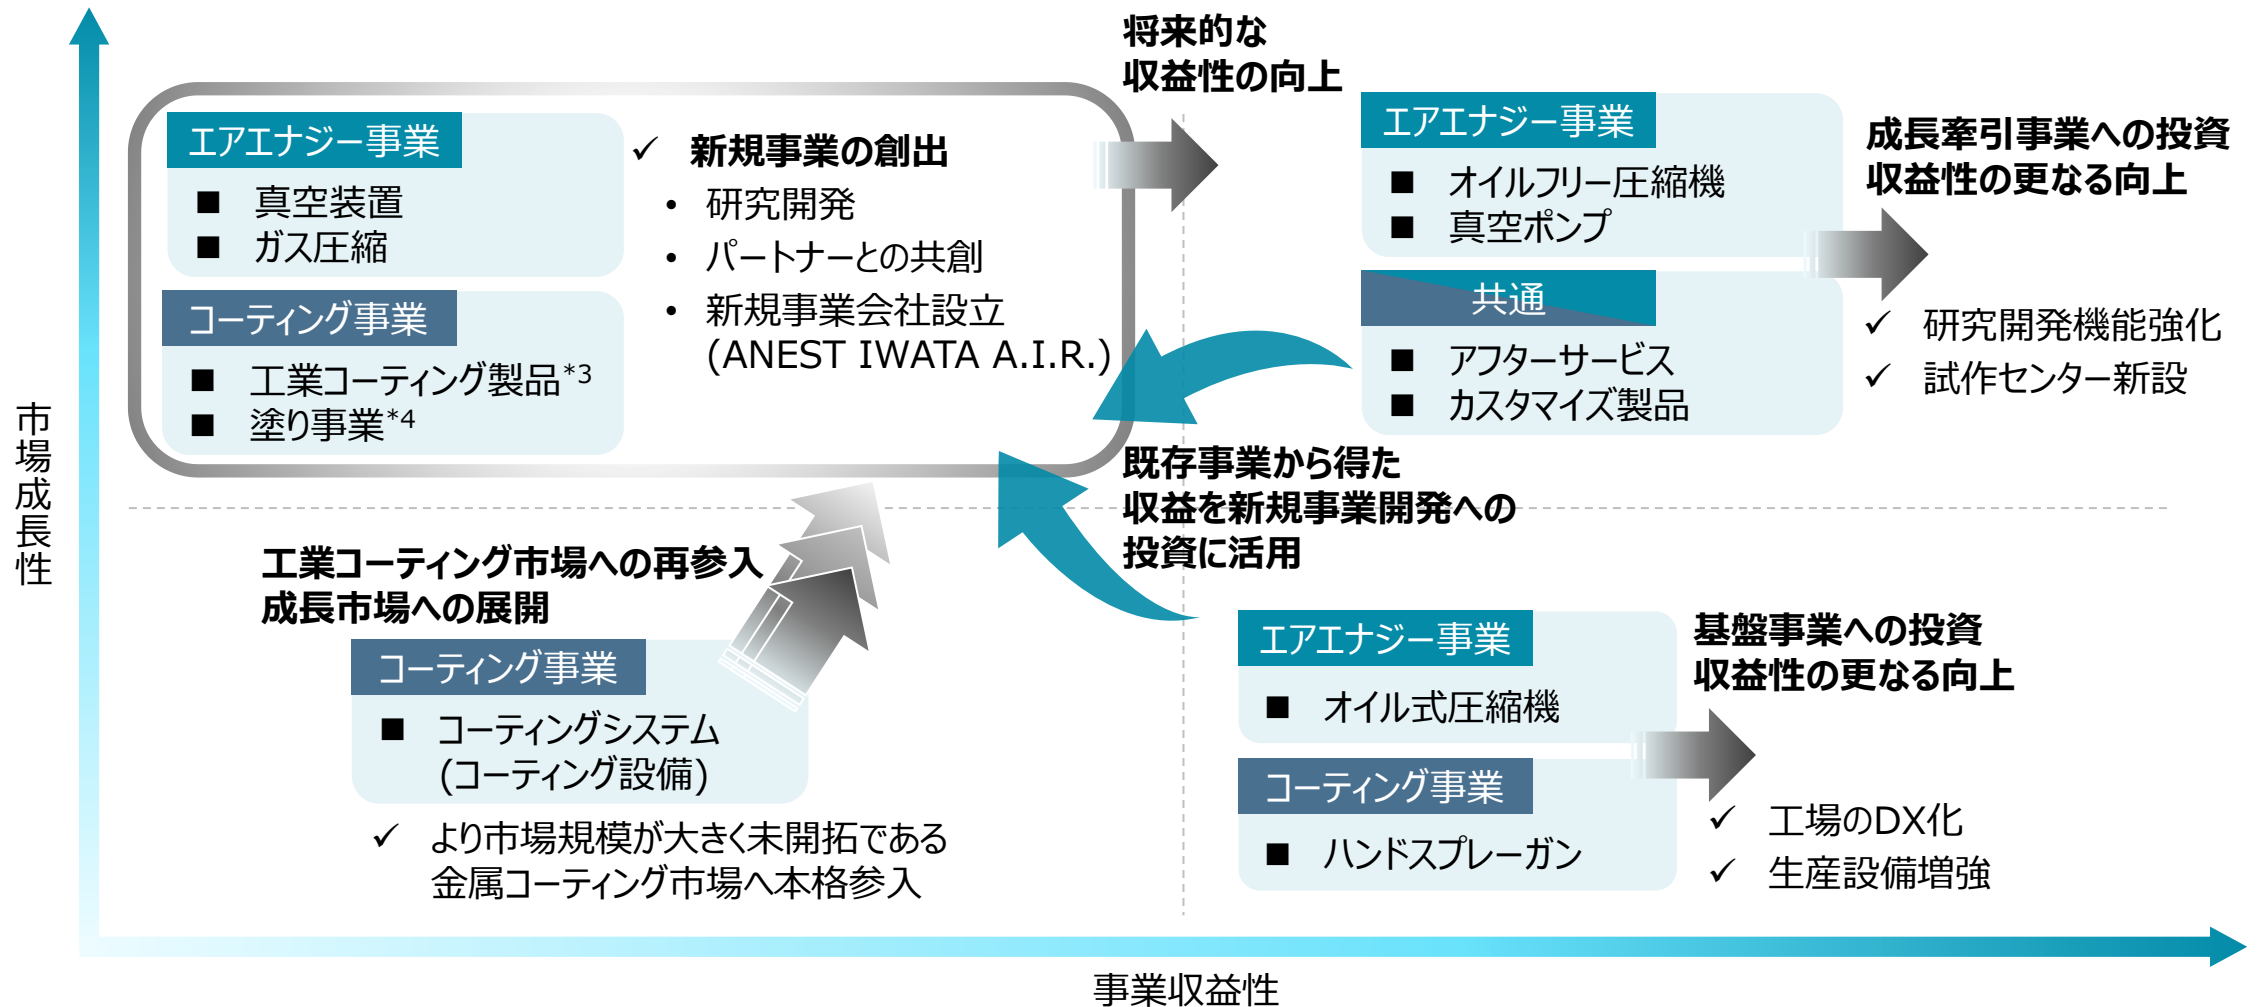 市場成長性
エアエナジー事業
■ 真空装置
■ ガス圧縮
コーティング事業
■ 工業コーティング製品*3
■ 塗り事業*4
✓ 新規事業の創出
• 研究開発
• パートナーとの共創
• 新規事業会社設立
(ANEST IWATA A.I.R.)
将来的な
収益性の向上
エアエナジー事業
■ オイルフリー圧縮機
■ 真空ポンプ
共通
■ アフターサービス
■ カスタマイズ製品
成長牽引事業への投資
収益性の更なる向上
✓ 研究開発機能強化
✓ 試作センター新設
既存事業から得た
収益を新規事業開発への
投資に活用
工業コーティング市場への再参入
成長市場への展開
コーティング事業
■ コーティングシステム
(コーティング設備)
✓ より市場規模が大きく未開拓である
金属コーティング市場へ本格参入
エアエナジー事業
■ オイル式圧縮機
コーティング事業
■ ハンドスプレーガン
基盤事業への投資
収益性の更なる向上
✓ 工場のDX化
✓ 生産設備増強
事業収益性